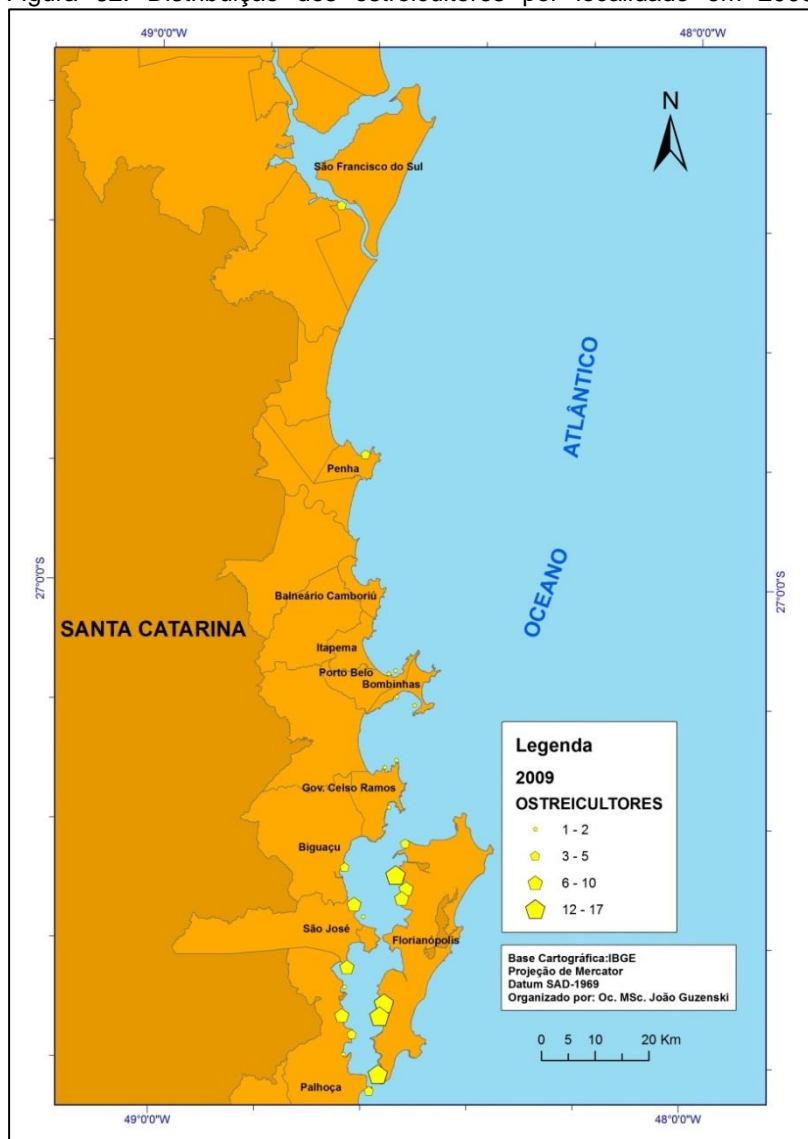 Figura 32. Distribuição dos ostreicultores por localidade em 2009
49°0'0"W
48°0'0"W
N
São Francisco do Sul
ATLÂNTICO
Penha
27°0'0"S
27°0'0"S
Balneário Camboriú
OCEANO
SANTA CATARINA
Itapema
Porto Belo
Bombinhas
Legenda
2009
OSTREICULTORES
1 - 2
3 - 5
6 - 10
12 - 17
Gov. Celso Ramos
Biguaçu
São José
Florianópolis
Base Cartográfica:IBGE
Projeção de Mercator
Datum SAD-1969
Organizado por: Oc. MSc. João Guzenski
0 5 10 20 Km
Palhoça
49°0'0"W
48°0'0"W